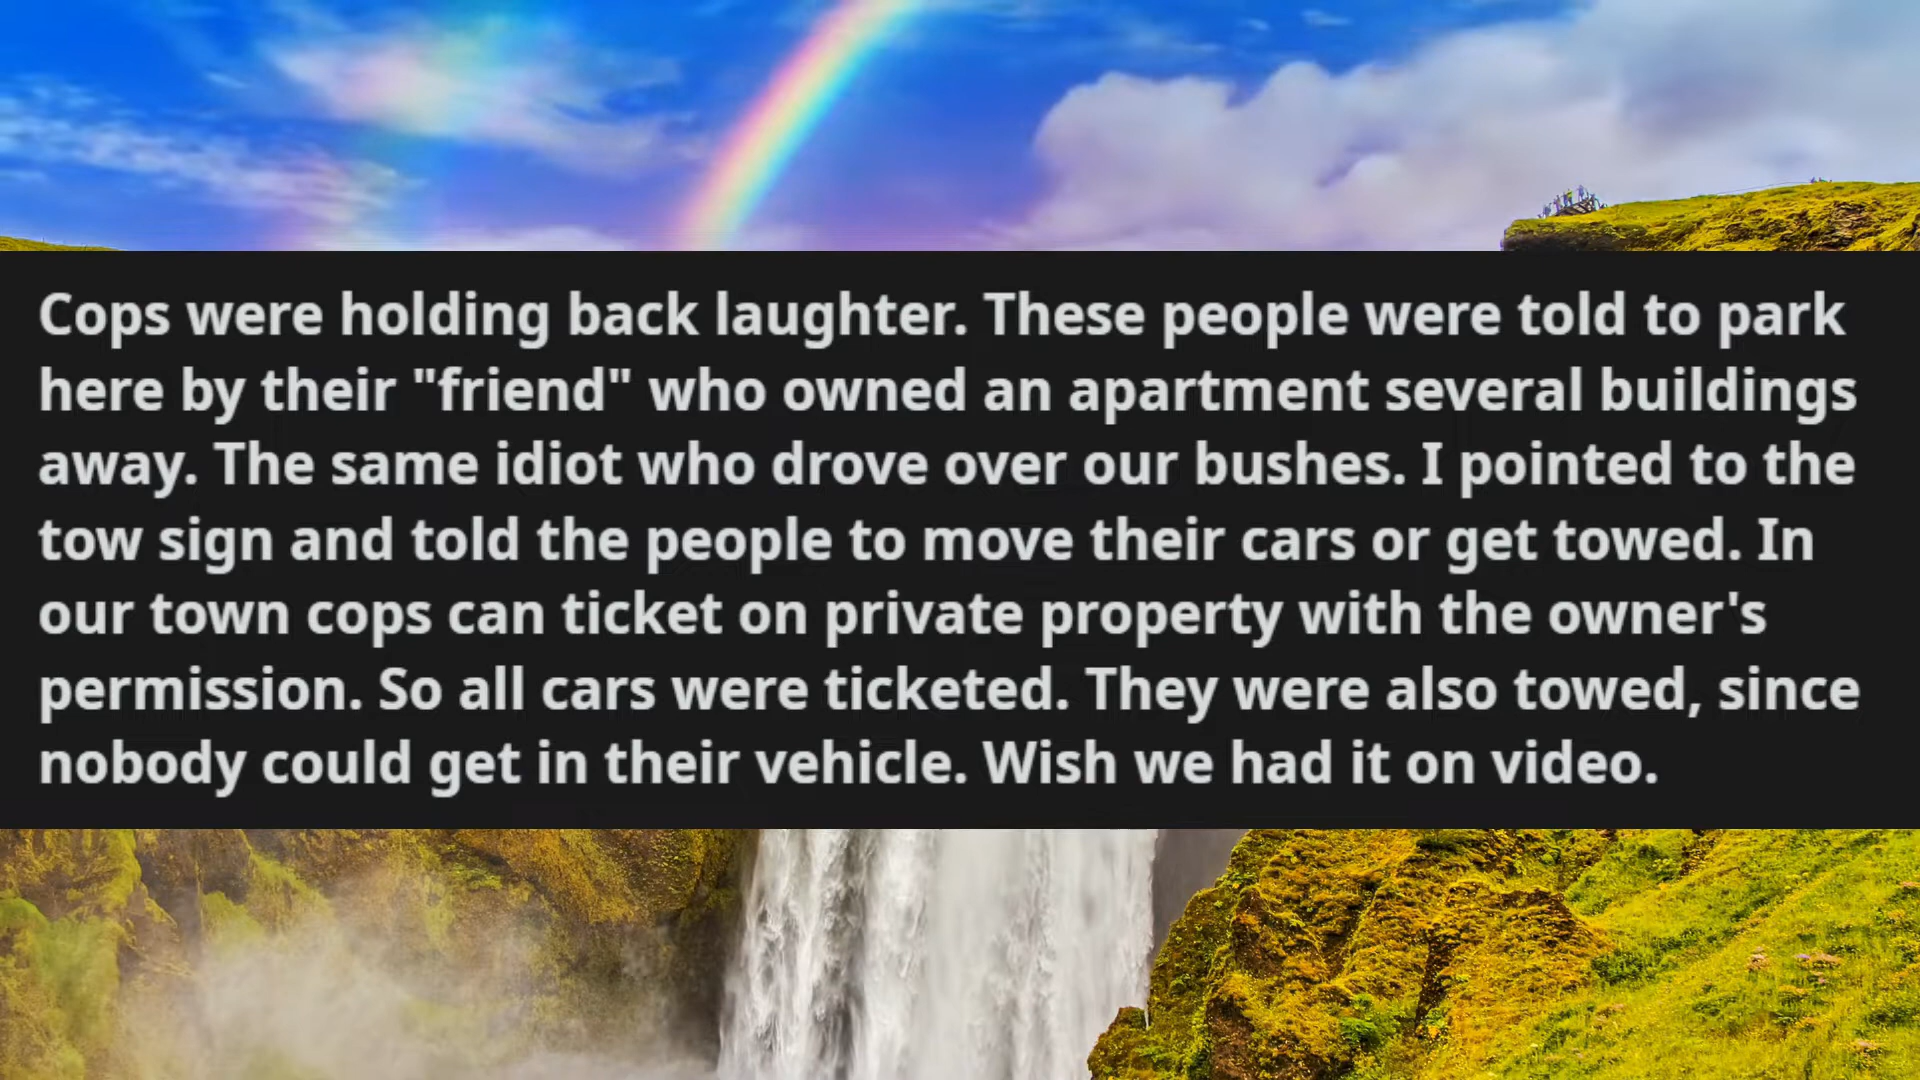 Cops were holding back laughter. These people were told to park
here by their "friend" who owned an apartment several buildings
away. The same idiot who drove over our bushes. I pointed to the
tow sign and told the people to move their cars or get towed. In
our town cops can ticket on private property with the owner's
permission. So all cars were ticketed. They were also towed, since
nobody could get in their vehicle. Wish we had it on video.